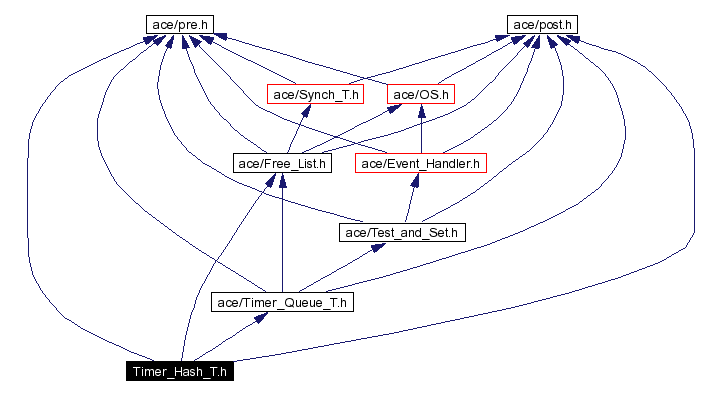 ace/pre.h
ace/post.h
ace/Synch_T.h
ace/OS.h
ace/Free_List.h
ace/Event_Handler.h
ace/Test_and_Set.h
ace/Timer_Queue_T.h
Timer_Hash_T.h